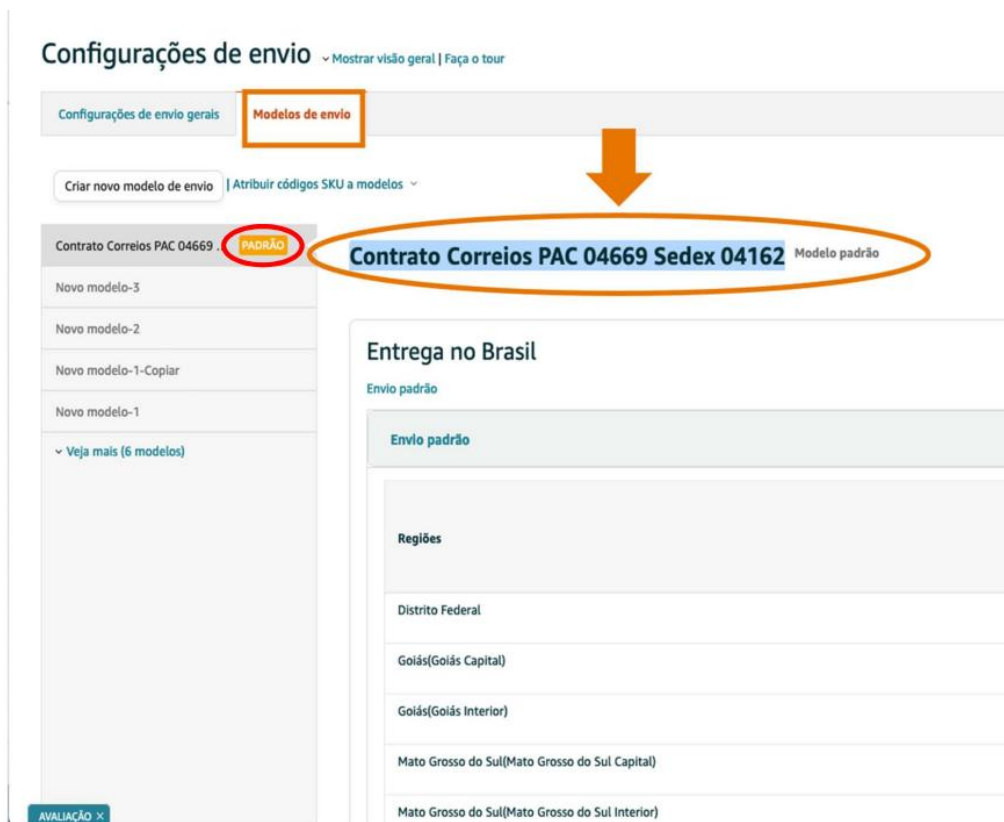 Configurações de envio Mostrar visão geral | Faça o tour
Configurações de envio gerais Modelos de envio
Criar novo modelo de envio | Atribuir códigos SKU a modelos
Contrato Correios PAC 04669 . PADRÃO
Contrato Correios PAC 04669 Sedex 04162 Modelo padrão
Novo modelo-3
Novo modelo-2
Novo modelo-1-Copiar
Novo modelo-1
Veja mais (6 modelos)
Entrega no Brasil
Envio padrão
Envio padrão
Regiões
Distrito Federal
Goiás(Goiás Capital)
Goiás(Goiás Interior)
Mato Grosso do Sul(Mato Grosso do Sul Capital)
Mato Grosso do Sul(Mato Grosso do Sul Interior)
AVALIAÇÃO ×